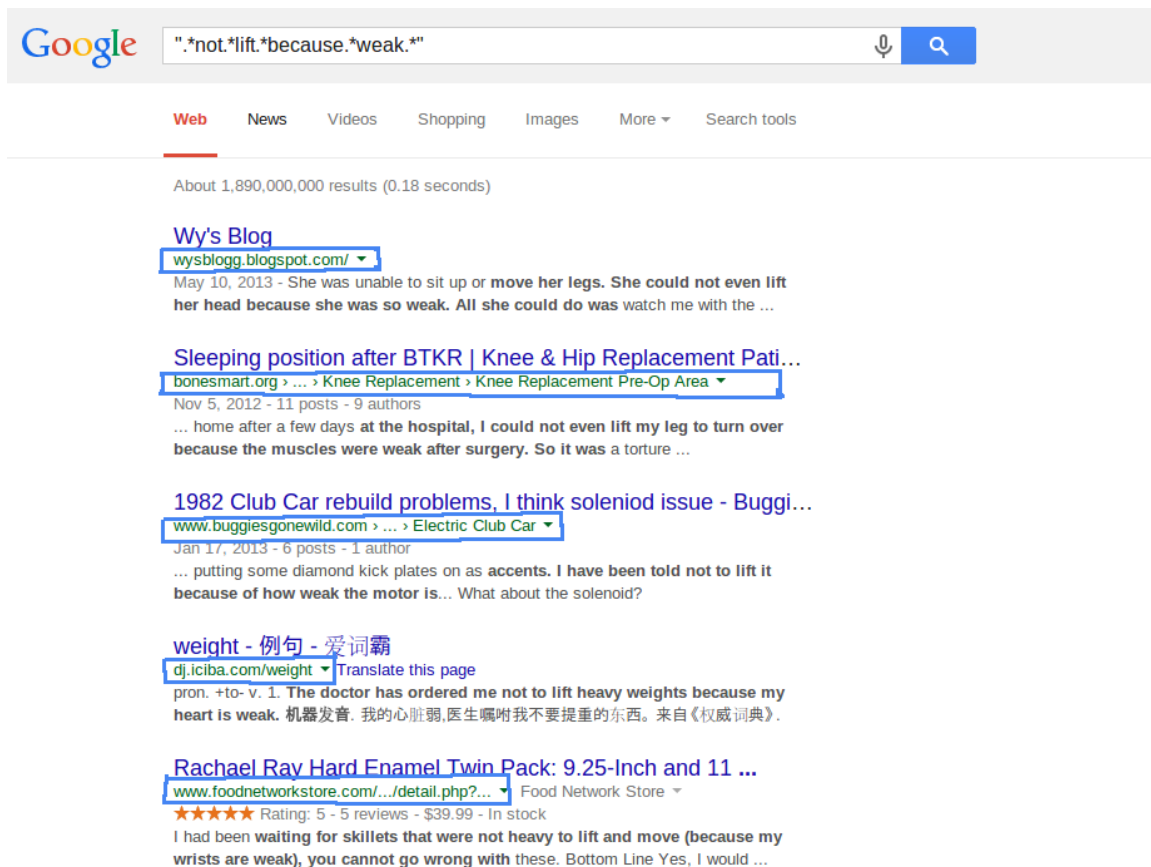 Google
".*not.*lift.*because.*weak.*"
Web News Videos Shopping Images More Search tools
About 1,890,000,000 results (0.18 seconds)
Wy's Blog
wysblogg.blogspot.com/
May 10, 2013 - She was unable to sit up or move her legs. She could not even lift
her head because she was so weak. All she could do was watch me with the ...
Sleeping position after BTKR | Knee & Hip Replacement Pati...
bonesmart.org › ... › Knee Replacement › Knee Replacement Pre-Op Area
Nov 5, 2012 - 11 posts - 9 authors
... home after a few days at the hospital, I could not even lift my leg to turn over
because the muscles were weak after surgery. So it was a torture ...
1982 Club Car rebuild problems, I think soleniod issue - Buggi...
www.buggiesgonewild.com › ... › Electric Club Car
Jan 17, 2013 - 6 posts - 1 author
... putting some diamond kick plates on as accents. I have been told not to lift it
because of how weak the motor is... What about the solenoid?
weight - 例句 - 爱词霸
dj.iciba.com/weight Translate this page
pron. +to- v. 1. The doctor has ordered me not to lift heavy weights because my
heart is weak. 机器发音. 我的心脏弱,医生嘱咐我不要提重的东西。来自《权威词典》.
Rachael Ray Hard Enamel Twin Pack: 9.25-Inch and 11 ...
www.foodnetworkstore.com/.../detail.php?... Food Network Store
★★★★★ Rating: 5 - 5 reviews - $39.99 - In stock
I had been waiting for skillets that were not heavy to lift and move (because my
wrists are weak), you cannot go wrong with these. Bottom Line Yes, I would ...